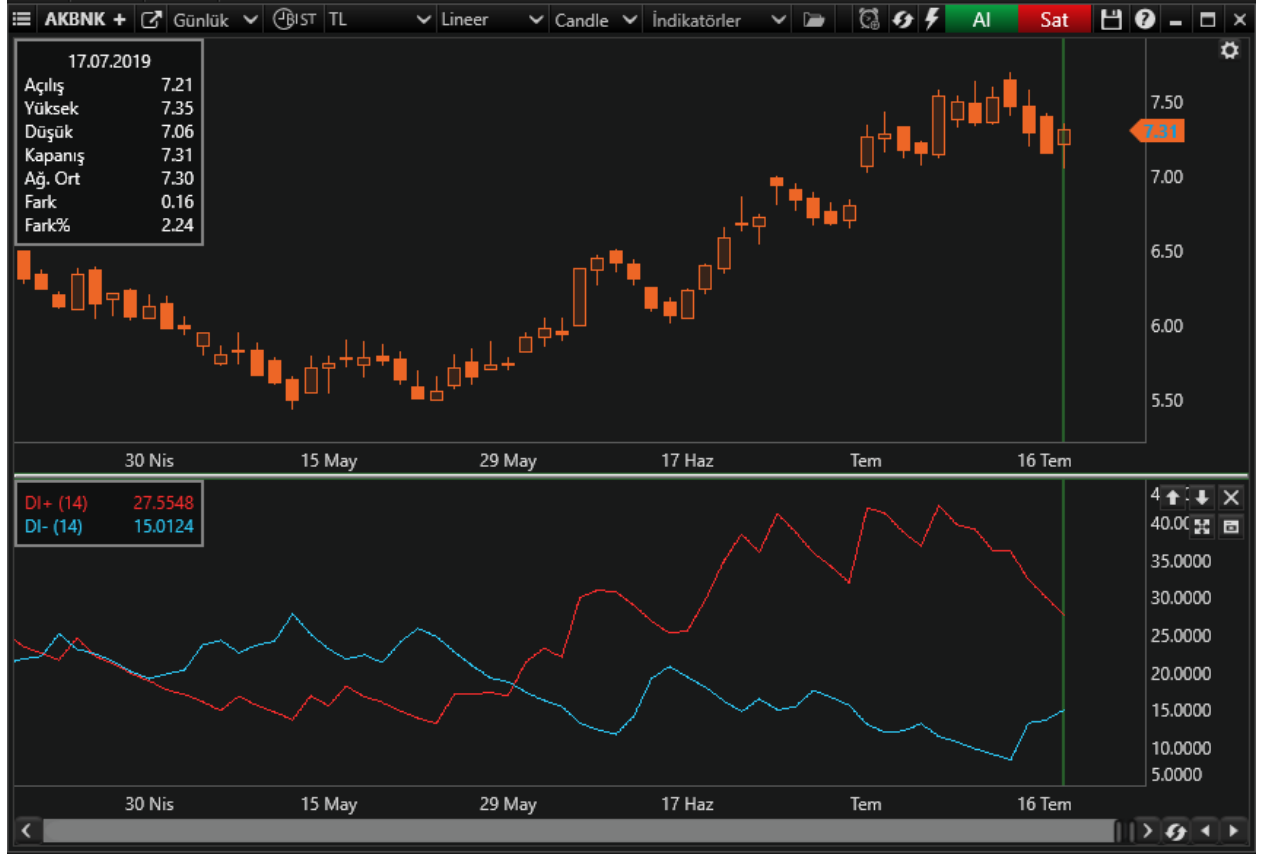 AKBNK + Günlük BIST TL Lineer Candle İndikatörler Al Sat
17.07.2019
Açılış 7.21
Yüksek 7.35
Düşük 7.06
Kapanış 7.31
Ağ. Ort 7.30
Fark 0.16
Fark% 2.24
7.50
7.31
7.00
6.50
6.00
5.50
30 Nis 15 May 29 May 17 Haz Tem 16 Tem
DI+ (14) 27.5548
DI- (14) 15.0124
35.0000
30.0000
25.0000
20.0000
15.0000
10.0000
5.0000
30 Nis 15 May 29 May 17 Haz Tem 16 Tem